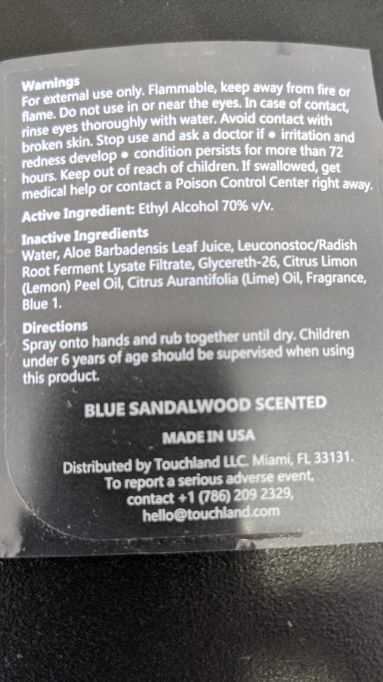 Warnings
For external use only. Flammable, keep away from fire or
flame. Do not use in or near the eyes. In case of contact,
rinse eyes thoroughly with water. Avoid contact with
broken skin. Stop use and ask a doctor if • irritation and
redness develop • condition persists for more than 72
hours. Keep out of reach of children. If swallowed, get
medical help or contact a Poison Control Center right away.
Active Ingredient: Ethyl Alcohol 70% v/v.
Inactive Ingredients
Water, Aloe Barbadensis Leaf Juice, Leuconostoc/Radish
Root Ferment Lysate Filtrate, Glycereth-26, Citrus Limon
(Lemon) Peel Oil, Citrus Aurantifolia (Lime) Oil, Fragrance,
Blue 1.
Directions
Spray onto hands and rub together until dry. Children
under 6 years of age should be supervised when using
this product.
BLUE SANDALWOOD SCENTED
MADE IN USA
Distributed by Touchland LLC. Miami, FL 33131.
To report a serious adverse event,
contact +1 (786) 209 2329,
hello@touchland.com